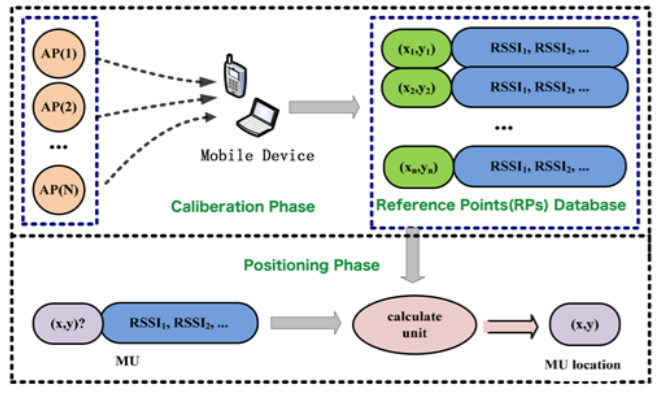 AP(1)
AP(2)
...
AP(N)
Mobile Device
Caliberation Phase
(x₁,y₁) RSSI₁, RSSI₂, ...
(x₂,y₂) RSSI₁, RSSI₂, ...
...
(xₙ,yₙ) RSSI₁, RSSI₂, ...
Reference Points(RPs) Database
Positioning Phase
(x,y)? RSSI₁, RSSI₂, ...
MU
calculate
unit
(x,y)
MU location